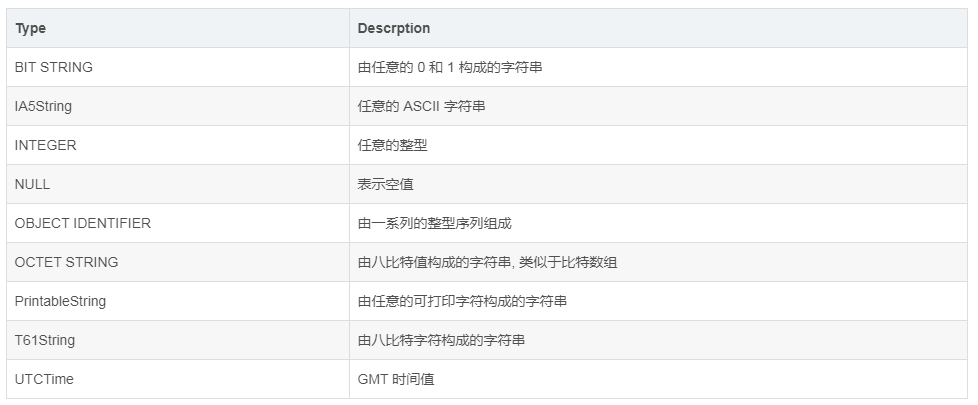 Type Descrption
BIT STRING 由任意的 0 和 1 构成的字符串
IA5String 任意的 ASCII 字符串
INTEGER 任意的整型
NULL 表示空值
OBJECT IDENTIFIER 由一系列的整型序列组成
OCTET STRING 由八比特值构成的字符串, 类似于比特数组
PrintableString 由任意的可打印字符构成的字符串
T61String 由八比特字符构成的字符串
UTCTime GMT 时间值